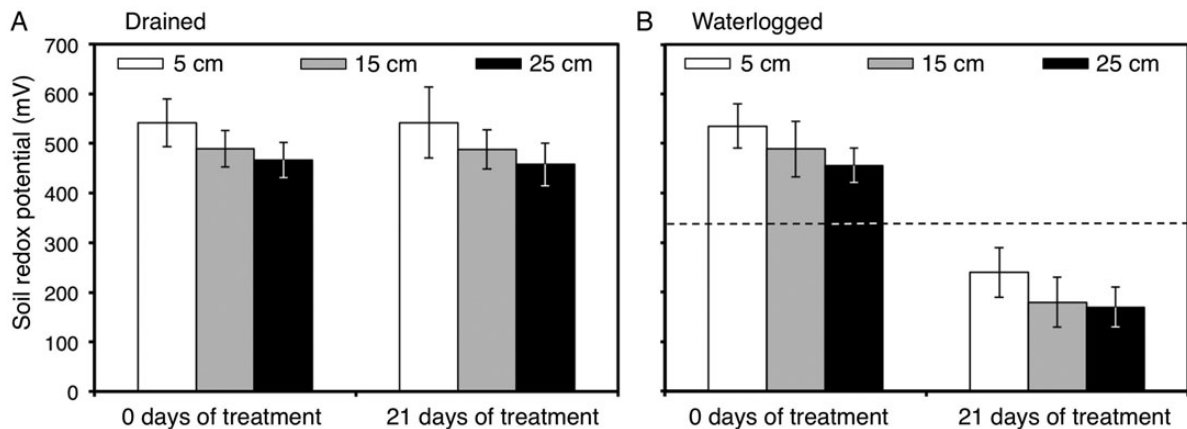 A Drained
5 cm 15 cm 25 cm
Soil redox potential (mV)
700
600
500
400
300
200
100
0
0 days of treatment 21 days of treatment
B Waterlogged
5 cm 15 cm 25 cm
0 days of treatment 21 days of treatment